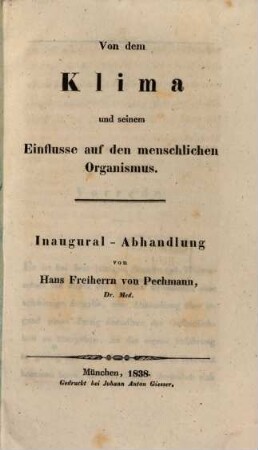 Von dem
Klima
und seinem
Einflusse auf den menschlichen
Organismus.
Inaugural - Abhandlung
von
Hans Freiherrn von Pechmann,
Dr. Med.
München, 1838.
Gedruckt bei Johann Anton Giesser,